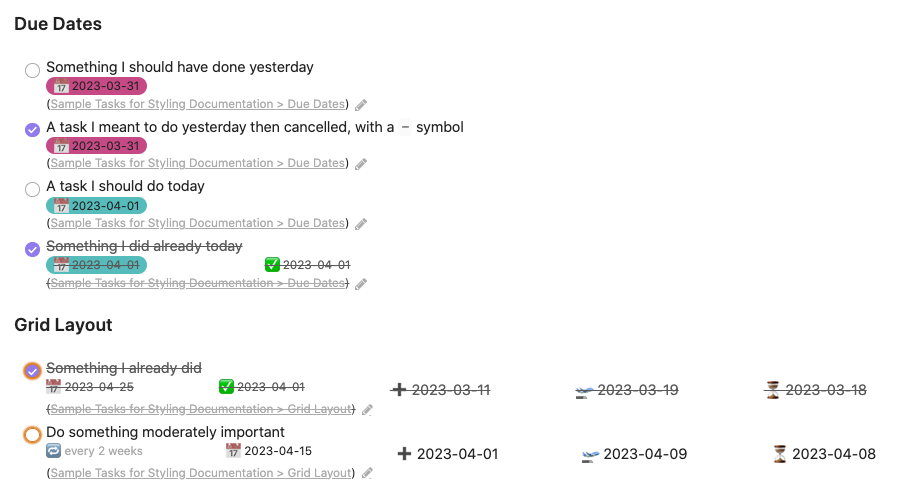 Due Dates
Something I should have done yesterday
📅 2023-03-31
(Sample Tasks for Styling Documentation > Due Dates)
A task I meant to do yesterday then cancelled, with a - symbol
📅 2023-03-31
(Sample Tasks for Styling Documentation > Due Dates)
A task I should do today
📅 2023-04-01
(Sample Tasks for Styling Documentation > Due Dates)
Something I did already today
📅 2023-04-01 ✅ 2023-04-01
(Sample Tasks for Styling Documentation > Due Dates)
Grid Layout
Something I already did
📅 2023-04-25 ✅ 2023-04-01 ➕ 2023-03-11 🛫 2023-03-19 ⏳ 2023-03-18
(Sample Tasks for Styling Documentation > Grid Layout)
Do something moderately important
🔁 every 2 weeks 📅 2023-04-15 ➕ 2023-04-01 🛫 2023-04-09 ⏳ 2023-04-08
(Sample Tasks for Styling Documentation > Grid Layout)